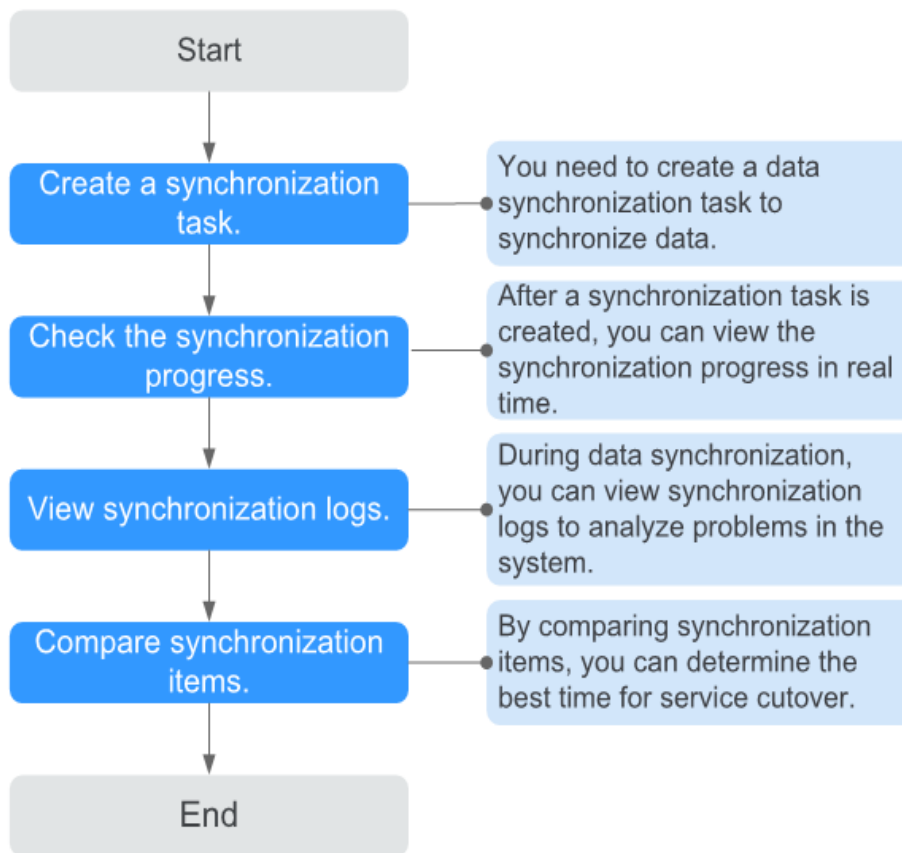 Start
Create a synchronization
task.
You need to create a data
synchronization task to
synchronize data.
Check the synchronization
progress.
After a synchronization task is
created, you can view the
synchronization progress in real
time.
View synchronization logs.
During data synchronization,
you can view synchronization
logs to analyze problems in the
system.
Compare synchronization
items.
By comparing synchronization
items, you can determine the
best time for service cutover.
End